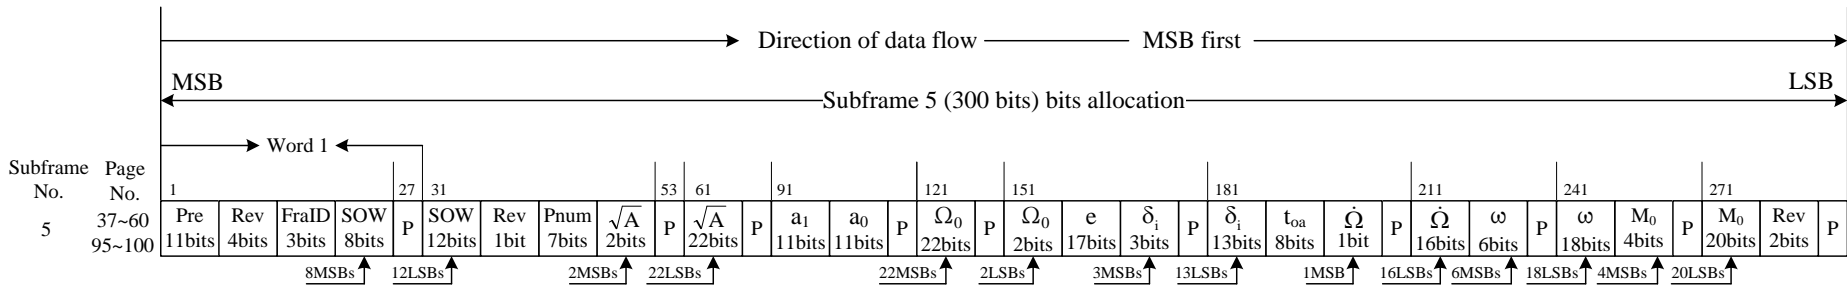 Direction of data flow MSB first
MSB LSB
Subframe 5 (300 bits) bits allocation
Word 1
Subframe No. Page No.
1 27 31 53 61 91 121 151 181 211 241 271
5 37~60 95~100
Pre 11bits
Rev 4bits
FraID 3bits
SOW 8bits
P
SOW 12bits
Rev 1bit
Pnum 7bits
√A 2bits
P
√A 22bits
P
a₁ 11bits
a₀ 11bits
P
Ω₀ 22bits
P
Ω₀ 2bits
e 17bits
δᵢ 3bits
P
δᵢ 13bits
tₒₐ 8bits
Ω̇ 1bit
P
Ω̇ 16bits
ω 6bits
P
ω 18bits
M₀ 4bits
P
M₀ 20bits
Rev 2bits
P
8MSBs 12LSBs 2MSBs 22LSBs 22MSBs 2LSBs 3MSBs 13LSBs 1MSB 16LSBs 6MSBs 18LSBs 4MSBs 20LSBs